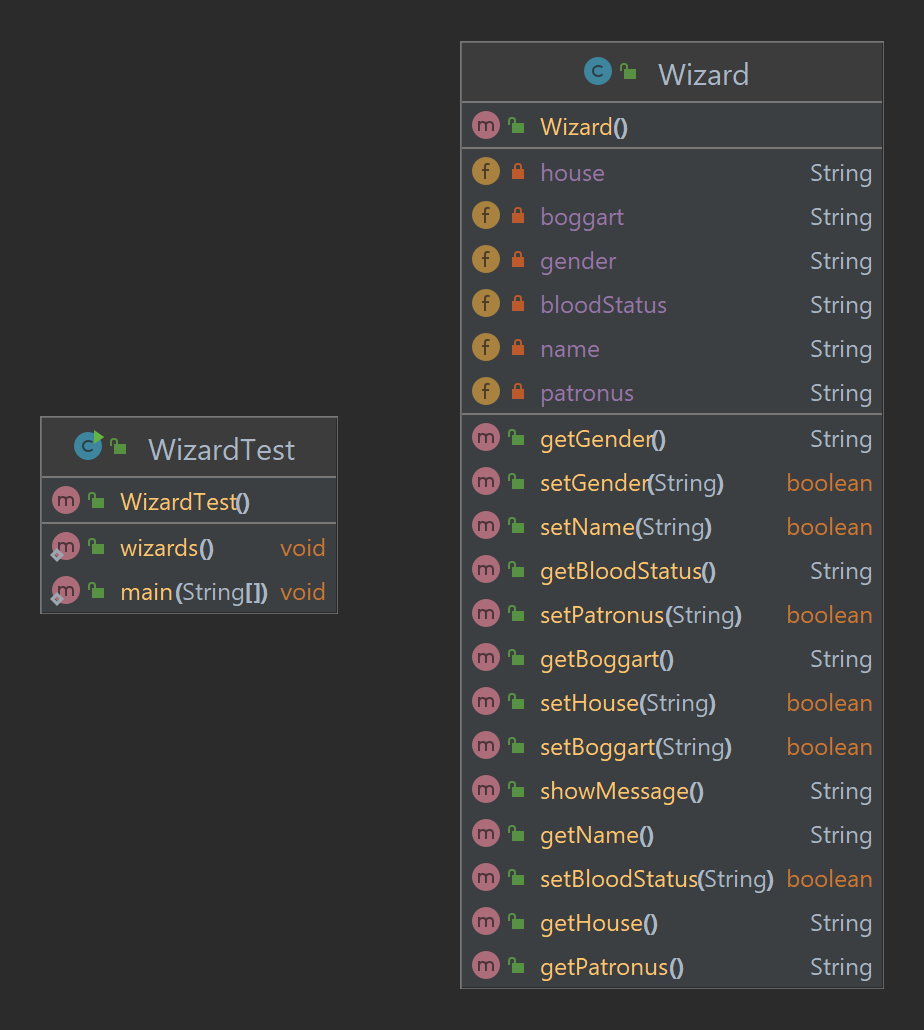 WizardTest
WizardTest()
wizards() void
main(String[]) void
Wizard
Wizard()
house String
boggart String
gender String
bloodStatus String
name String
patronus String
getGender() String
setGender(String) boolean
setName(String) boolean
getBloodStatus() String
setPatronus(String) boolean
getBoggart() String
setHouse(String) boolean
setBoggart(String) boolean
showMessage() String
getName() String
setBloodStatus(String) boolean
getHouse() String
getPatronus() String